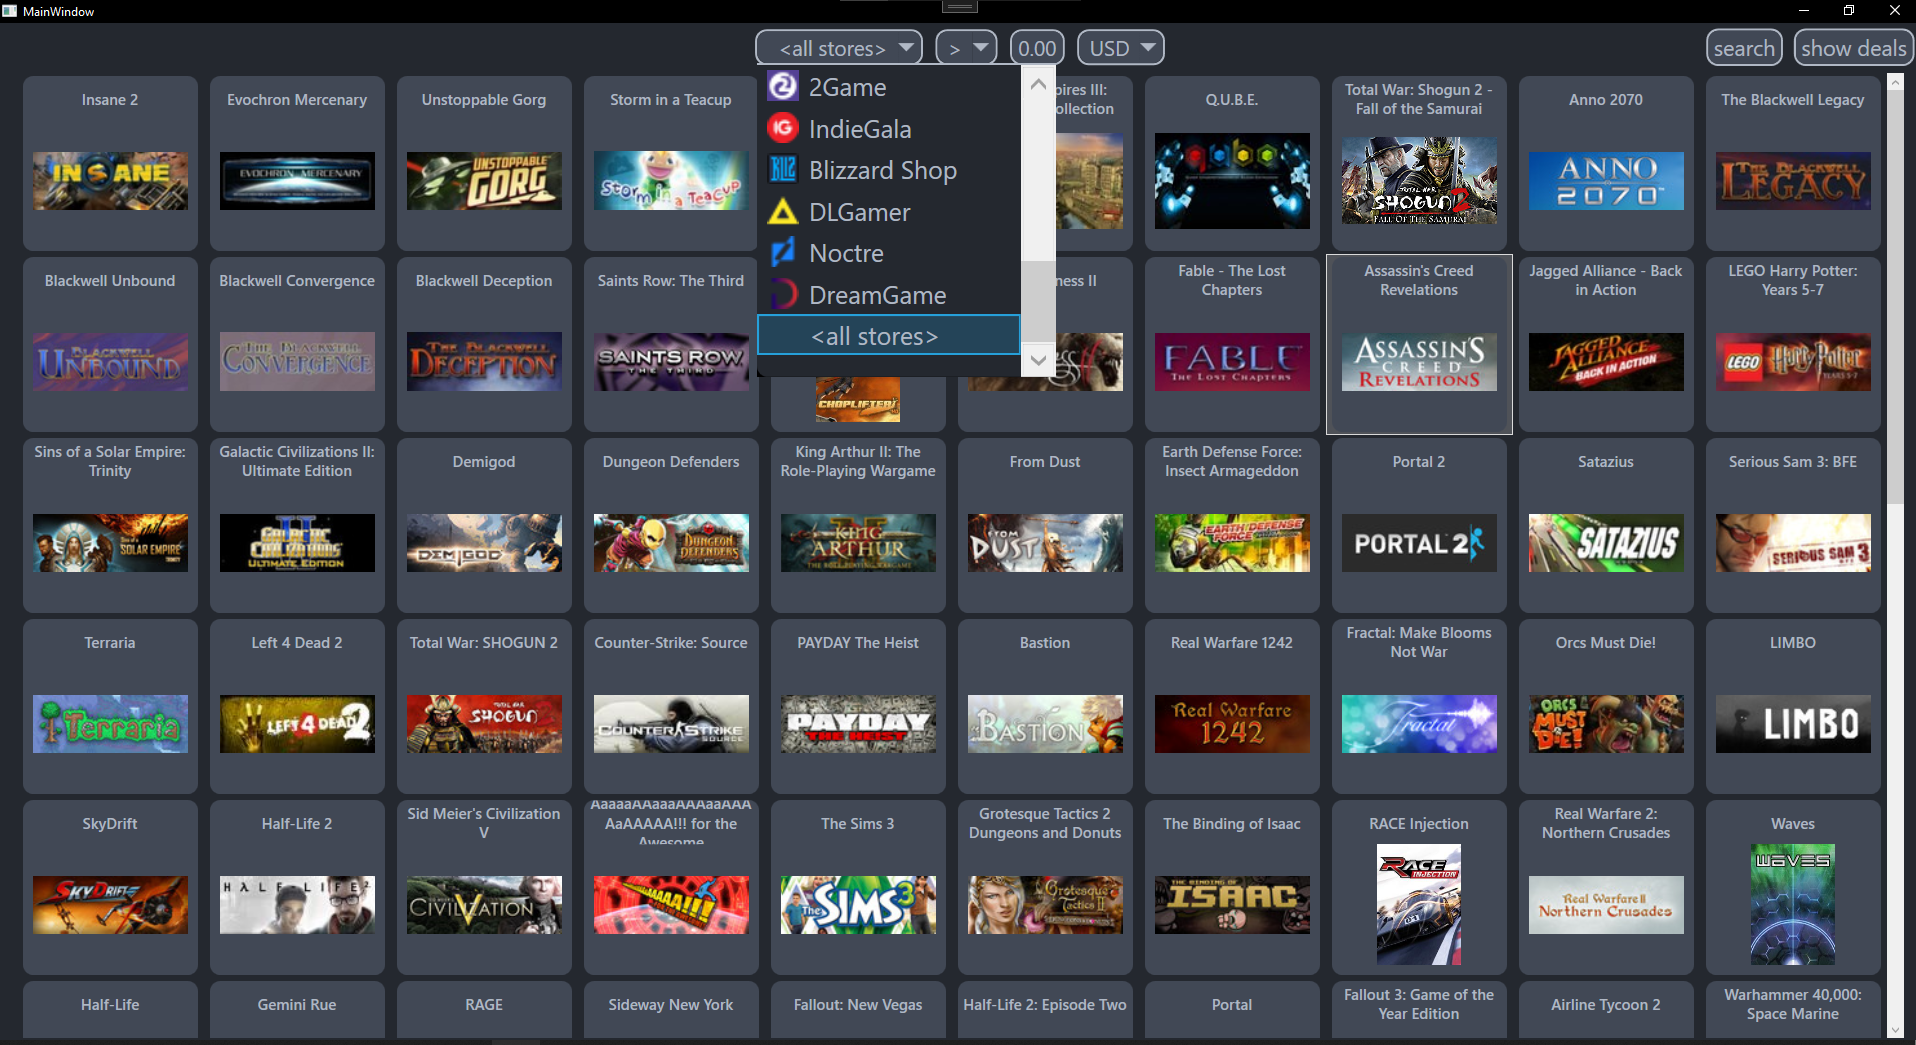 MainWindow
<all stores>
>
0.00
USD
search
show deals
2Game
IndieGala
Blizzard Shop
DLGamer
Noctre
DreamGame
<all stores>
Insane 2
INSANE
Evochron Mercenary
EVOCHRON MERCENARY
Unstoppable Gorg
UNSTOPPABLE
GORG
Storm in a Teacup
Storm in a Teacup
ires III:
ollection
Q.U.B.E.
Total War: Shogun 2 -
Fall of the Samurai
TOTAL WAR
SHOGUN 2
FALL OF THE SAMURAI
Anno 2070
ANNO
2070
The Blackwell Legacy
THE BLACKWELL
LEGACY
Blackwell Unbound
BLACKWELL
UNBOUND
Blackwell Convergence
THE BLACKWELL
CONVERGENCE
Blackwell Deception
THE BLACKWELL
DECEPTION
Saints Row: The Third
SAINTS ROW
THE THIRD
CHOPLIFTER
ness II
Fable - The Lost
Chapters
FABLE
THE LOST CHAPTERS
Assassin's Creed
Revelations
ASSASSIN'S
CREED
REVELATIONS
Jagged Alliance - Back
in Action
JAGGED
ALLIANCE
BACK IN ACTION
LEGO Harry Potter:
Years 5-7
LEGO Harry Potter
YEARS 5-7
Sins of a Solar Empire:
Trinity
SOLAR EMPIRE
Galactic Civilizations II:
Ultimate Edition
II
GALACTIC
CIVILIZATIONS
ULTIMATE EDITION
Demigod
DEMIGOD
Dungeon Defenders
DUNGEON
DEFENDERS
King Arthur II: The
Role-Playing Wargame
KING
ARTHUR
THE ROLE-PLAYING WARGAME
From Dust
FROM
DUST
Earth Defense Force:
Insect Armageddon
EARTH DEFENSE
FORCE
Portal 2
PORTAL 2
Satazius
SATAZIUS
Serious Sam 3: BFE
SERIOUS SAM 3
Terraria
Terraria
Left 4 Dead 2
LEFT 4 DEAD 2
Total War: SHOGUN 2
TOTAL WAR
SHOGUN 2
Counter-Strike: Source
COUNTER STRIKE
SOURCE
PAYDAY The Heist
PAYDAY
THE HEIST
Bastion
BASTION
Real Warfare 1242
Real Warfare
1242
Fractal: Make Blooms
Not War
Fractal
Orcs Must Die!
ORCS
MUST
DIE!
LIMBO
LIMBO
SkyDrift
SKYDRIFT
Half-Life 2
HALF-LIFE 2
Sid Meier's Civilization
V
CIVILIZATION V
AaaaaAAaaaAAAaaAAA
AaAAAAA!!! for the
Awesome
The Sims 3
The SIMS 3
Grotesque Tactics 2
Dungeons and Donuts
Grotesque
Tactics II
The Binding of Isaac
THE BINDING OF
ISAAC
RACE Injection
RACE
INJECTION
Real Warfare 2:
Northern Crusades
Real Warfare II
Northern Crusades
Waves
WAVES
Half-Life
Gemini Rue
RAGE
Sideway New York
Fallout: New Vegas
Half-Life 2: Episode Two
Portal
Fallout 3: Game of the
Year Edition
Airline Tycoon 2
Warhammer 40,000:
Space Marine